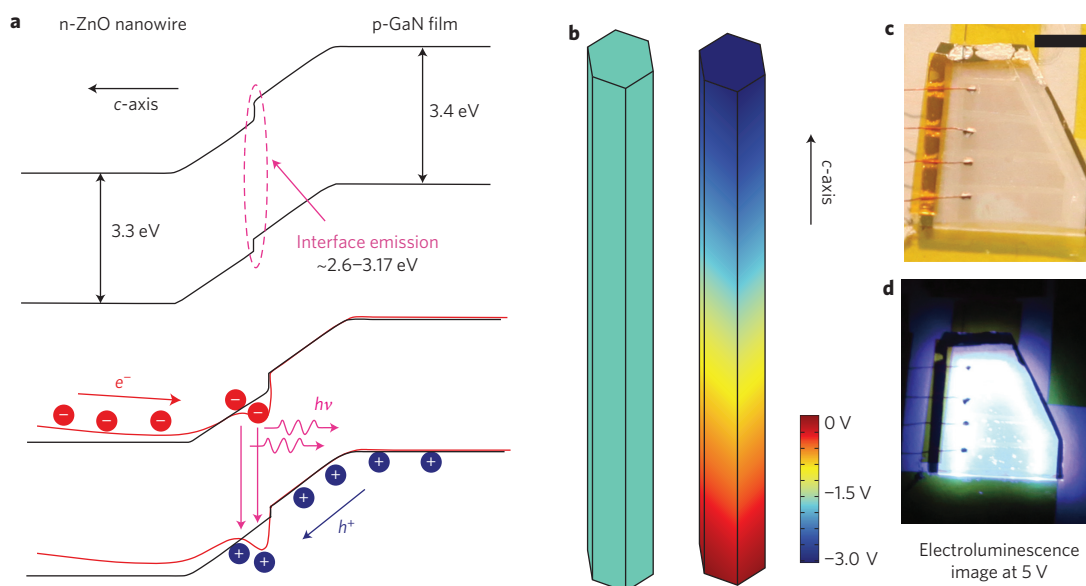 a
n-ZnO nanowire
p-GaN film
c-axis
3.4 eV
3.3 eV
Interface emission
~2.6–3.17 eV
e–
hν
h+
b
c-axis
0 V
–1.5 V
–3.0 V
c
d
Electroluminescence
image at 5 V